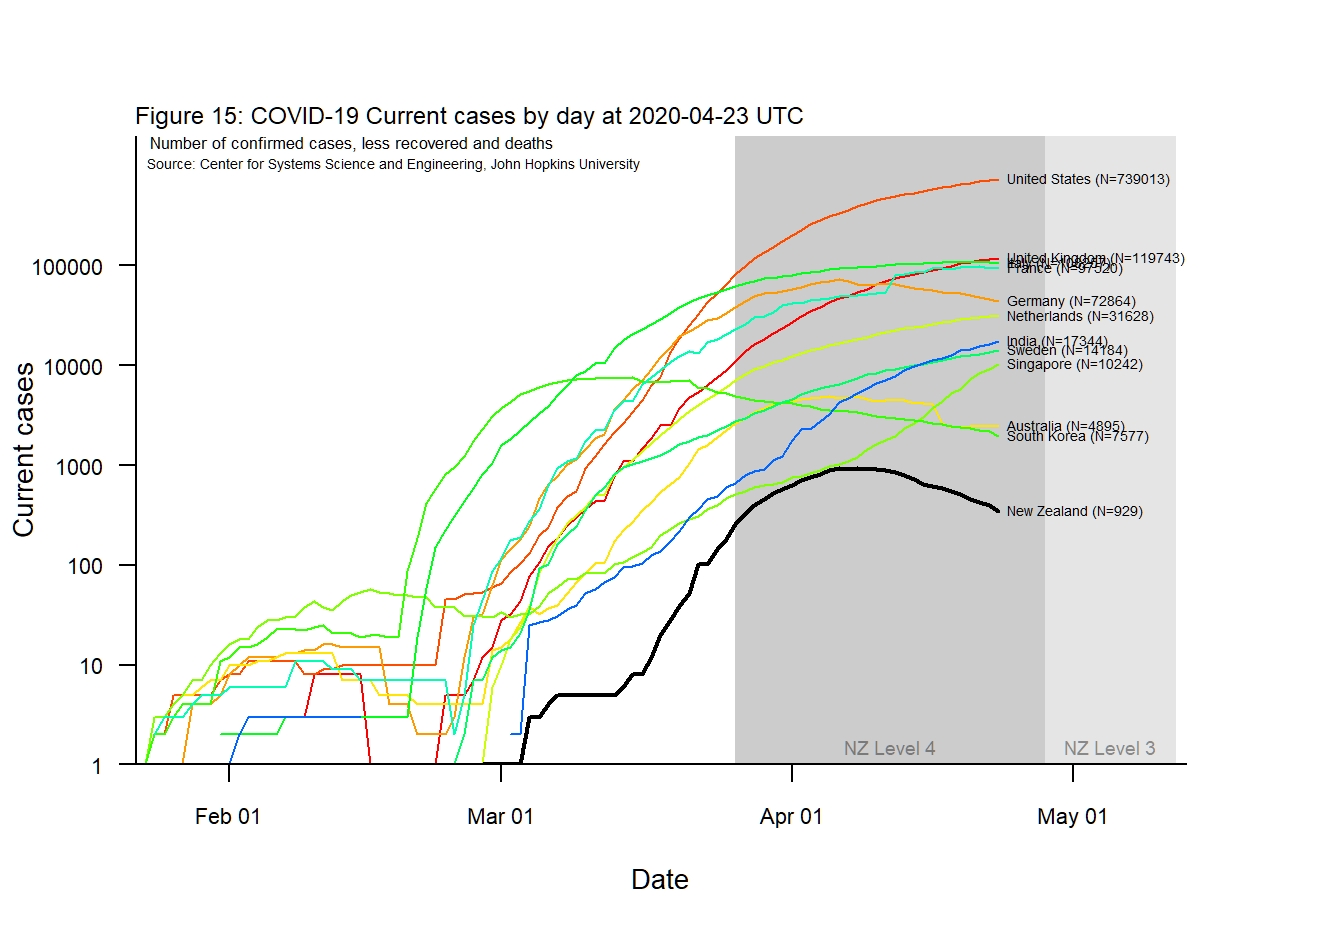 Figure 15: COVID-19 Current cases by day at 2020-04-23 UTC
Number of confirmed cases, less recovered and deaths
Source: Center for Systems Science and Engineering, John Hopkins University
United States (N=739013)
United Kingdom (N=119743)
France (N=97520)
Germany (N=72864)
Netherlands (N=31628)
India (N=17344)
Sweden (N=14184)
Singapore (N=10242)
Australia (N=4895)
South Korea (N=7577)
New Zealand (N=929)
Current cases
100000
10000
1000
100
10
1
NZ Level 4
NZ Level 3
Feb 01
Mar 01
Apr 01
May 01
Date